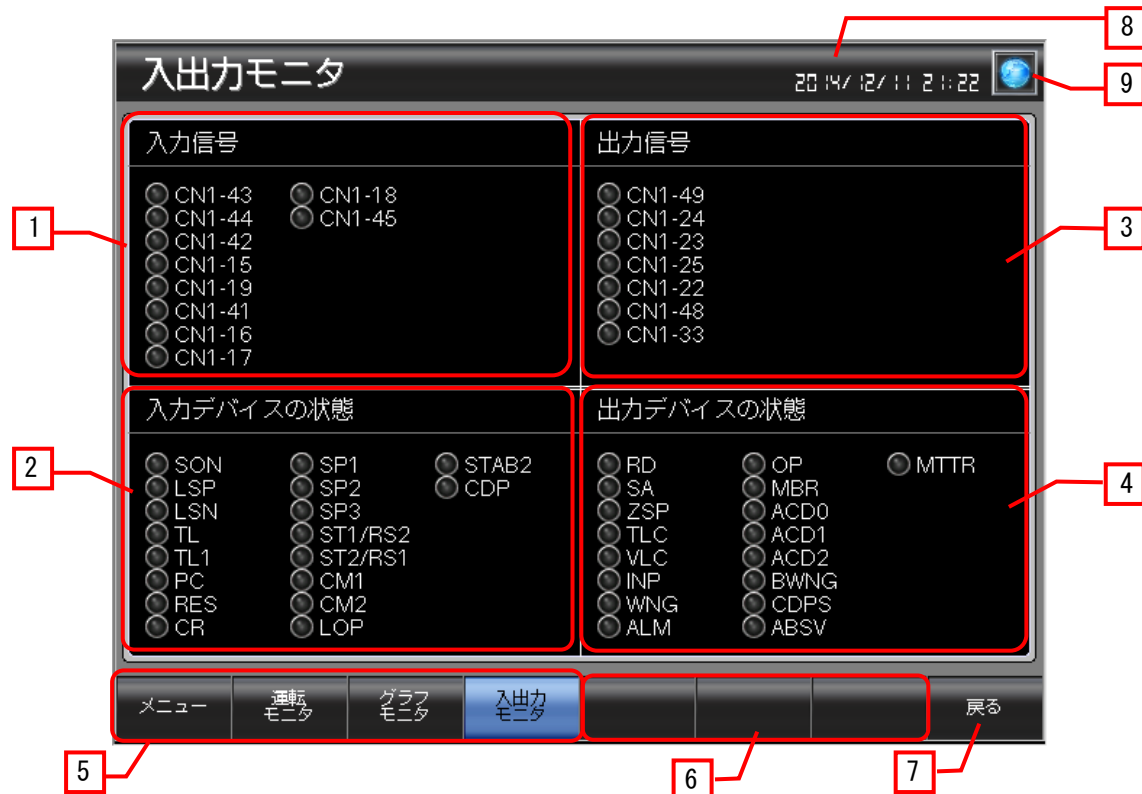 8
入出力モニタ
2014/12/11 21:22
9
入力信号
出力信号
CN1-43
CN1-18
CN1-49
CN1-44
CN1-45
CN1-24
1
CN1-42
CN1-23
3
CN1-15
CN1-25
CN1-19
CN1-22
CN1-41
CN1-48
CN1-16
CN1-33
CN1-17
入力デバイスの状態
出力デバイスの状態
2
SON
SP1
STAB2
RD
OP
MTTR
LSP
SP2
CDP
SA
MBR
4
LSN
SP3
ZSP
ACD0
TL
ST1/RS2
TLC
ACD1
TL1
ST2/RS1
VLC
ACD2
PC
CM1
INP
BWNG
RES
CM2
WNG
CDPS
CR
LOP
ALM
ABSV
メニュー
運転
モニタ
グラフ
モニタ
入出力
モニタ
戻る
5
6
7